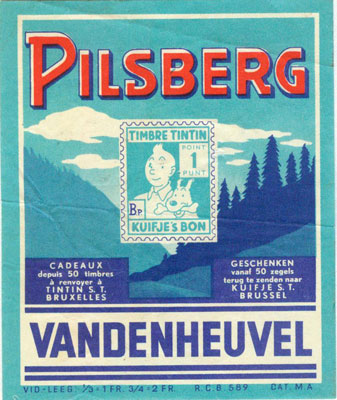 PILSBERG
TIMBRE TINTIN
POINT
1
PUNT
Bp
KUIFJE'S BON
CADEAUX
depuis 50 timbres
à renvoyer à
TINTIN S.T.
BRUXELLES
GESCHENKEN
vanaf 50 zegels
terug te zenden naar
KUIFJE S.T.
BRUSSEL
VANDENHEUVEL
VID-LEEG: 1/3 = 1 FR. 3/4 = 2 FR. R.C.B. 589. CAT. M.A.